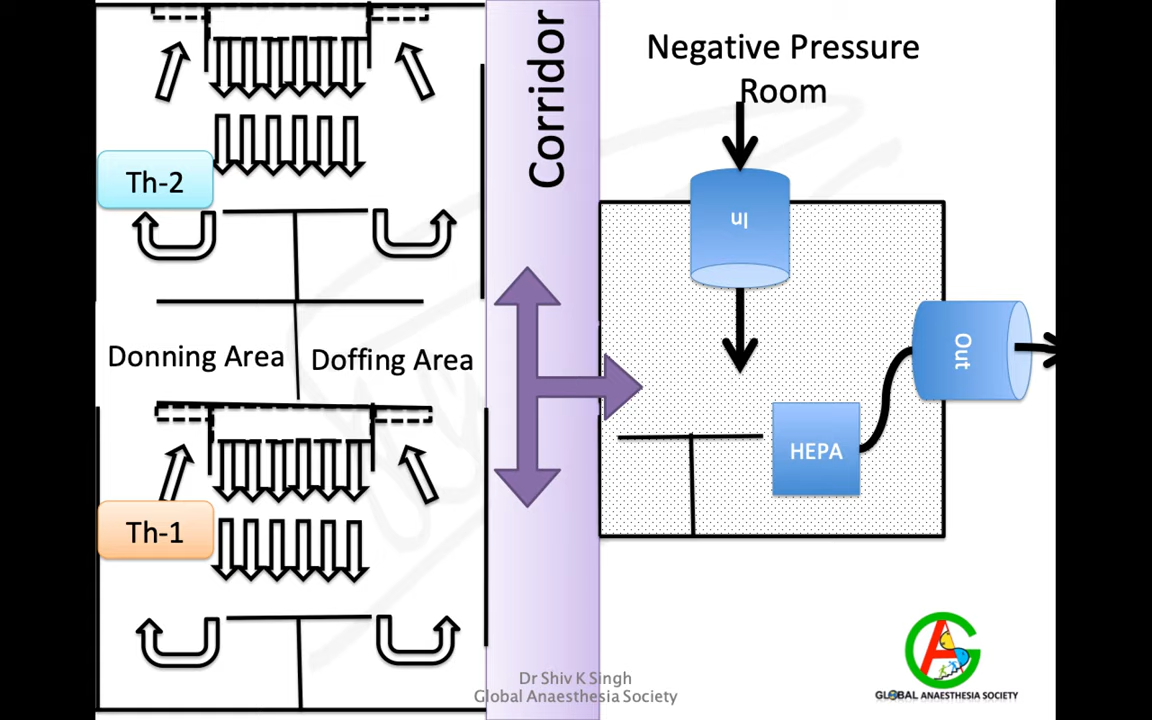 Negative Pressure
Room
Corridor
Th-2
In
Donning Area
Doffing Area
Out
HEPA
Th-1
Dr Shiv K Singh
Global Anaesthesia Society
AG
GLOBAL ANAESTHESIA SOCIETY